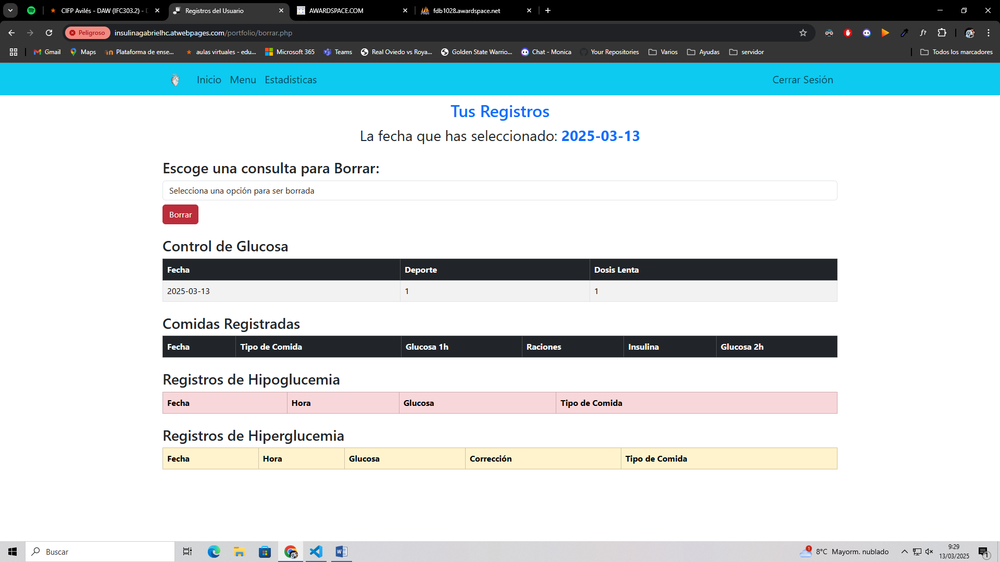 CIFP Avilés - DAW (IFC303.2) - D
Registros del Usuario
AWARDSPACE.COM
fdb1028.awardspace.net
Peligroso
insulinagabrielhc.atwebpages.com/portfolio/borrar.php
f?
Gmail
Maps
Plataforma de ense...
aulas virtuales - edu...
Microsoft 365
Teams
Real Oviedo vs Roya...
Golden State Warrio...
Chat - Monica
Your Repositories
Varios
Ayudas
servidor
Todos los marcadores
Inicio Menu Estadisticas
Cerrar Sesión
Tus Registros
La fecha que has seleccionado: 2025-03-13
Escoge una consulta para Borrar:
Selecciona una opción para ser borrada
Borrar
Control de Glucosa
Fecha Deporte Dosis Lenta
2025-03-13 1 1
Comidas Registradas
Fecha Tipo de Comida Glucosa 1h Raciones Insulina Glucosa 2h
Registros de Hipoglucemia
Fecha Hora Glucosa Tipo de Comida
Registros de Hiperglucemia
Fecha Hora Glucosa Corrección Tipo de Comida
Buscar
1
8°C Mayorm. nublado
9:29
13/03/2025
1